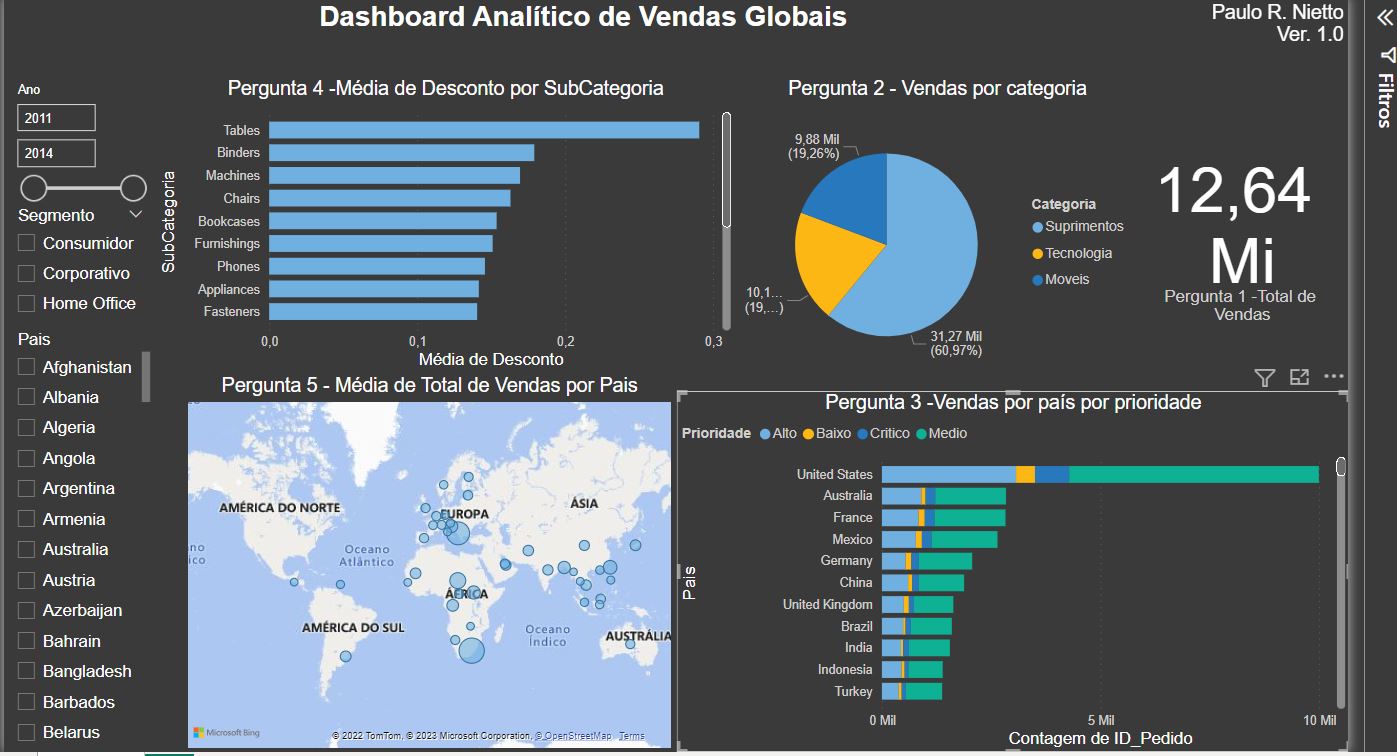 Dashboard Analítico de Vendas Globais
Paulo R. Nietto
Ver. 1.0
Filtros
Ano
2011
2014
Segmento
Consumidor
Corporativo
Home Office
Pais
Afghanistan
Albania
Algeria
Angola
Argentina
Armenia
Australia
Austria
Azerbaijan
Bahrain
Bangladesh
Barbados
Belarus
Pergunta 4 -Média de Desconto por SubCategoria
SubCategoria
Tables
Binders
Machines
Chairs
Bookcases
Furnishings
Phones
Appliances
Fasteners
0,0 0,1 0,2 0,3
Média de Desconto
Pergunta 2 - Vendas por categoria
9,88 Mil
(19,26%)
10,1...
(19,...)
31,27 Mil
(60,97%)
Categoria
Suprimentos
Tecnologia
Moveis
12,64
Mi
Pergunta 1 -Total de
Vendas
Pergunta 5 - Média de Total de Vendas por Pais
AMÉRICA DO NORTE
EUROPA
ÁSIA
Oceano
Atlântico
ÁFRICA
AMÉRICA DO SUL
Oceano
Índico
AUSTRÁLIA
Microsoft Bing
© 2022 TomTom, © 2023 Microsoft Corporation, © OpenStreetMap Terms
Pergunta 3 -Vendas por país por prioridade
Prioridade Alto Baixo Critico Medio
Pais
United States
Australia
France
Mexico
Germany
China
United Kingdom
Brazil
India
Indonesia
Turkey
0 Mil 5 Mil 10 Mil
Contagem de ID_Pedido